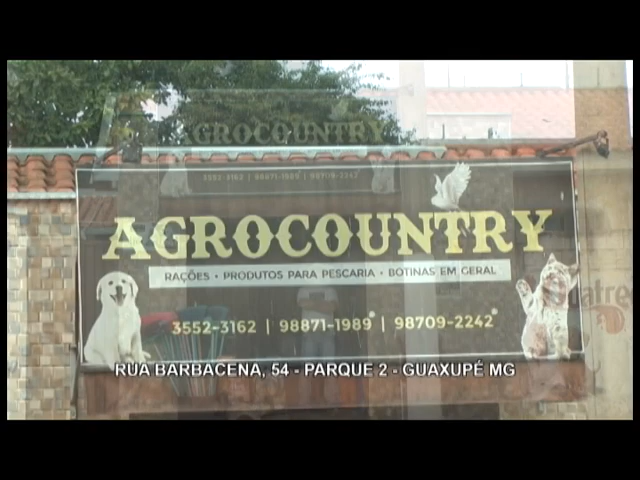 AGROCOUNTRY
3552-3162 | 98871-1989 | 98709-2242
AGROCOUNTRY
RAÇÕES • PRODUTOS PARA PESCARIA • BOTINAS EM GERAL
3552-3162 | 98871-1989 | 98709-2242
RUA BARBACENA, 54 - PARQUE 2 - GUAXUPÉ MG